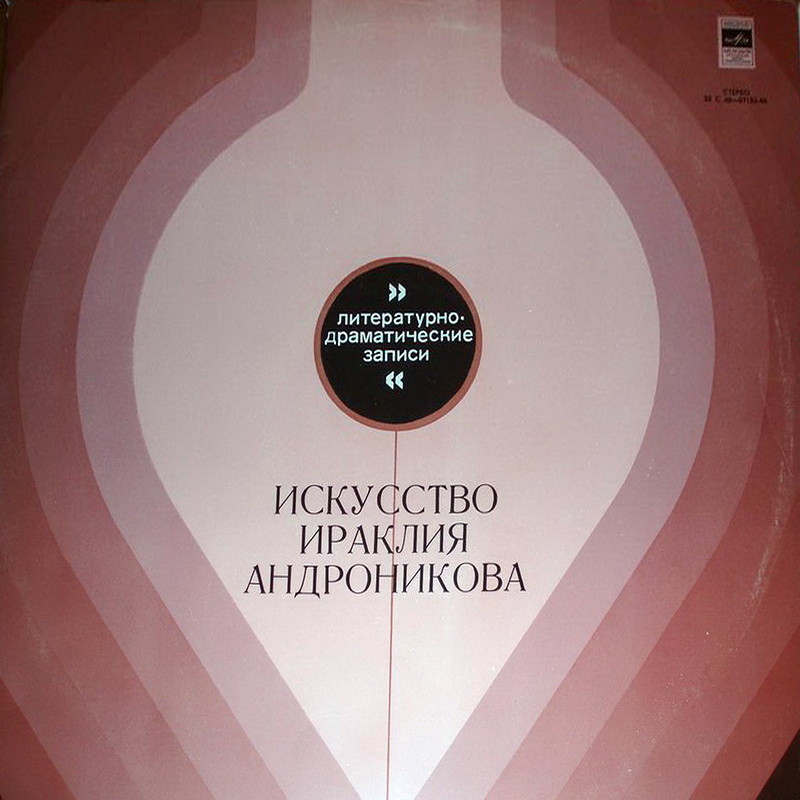 СТЕРЕО
»
литературно-
драматические
записи
«
ИСКУССТВО
ИРАКЛИЯ
АНДРОНИКОВА